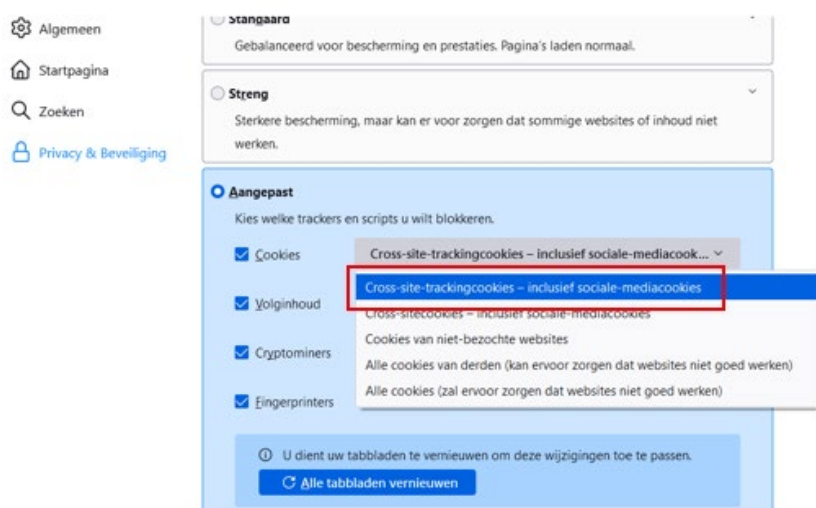 Algemeen
Startpagina
Zoeken
Privacy & Beveiliging
Standaard
Gebalanceerd voor bescherming en prestaties. Pagina's laden normaal.
Streng
Sterkere bescherming, maar kan er voor zorgen dat sommige websites of inhoud niet
werken.
Aangepast
Kies welke trackers en scripts u wilt blokkeren.
Cookies
Cross-site-trackingcookies – inclusief sociale-mediacook...
Cross-site-trackingcookies – inclusief sociale-mediacookies
Volginhoud
Cross-sitecookies – inclusief sociale-mediacookies
Cookies van niet-bezochte websites
Cryptominers
Alle cookies van derden (kan ervoor zorgen dat websites niet goed werken)
Alle cookies (zal ervoor zorgen dat websites niet goed werken)
Fingerprinters
U dient uw tabbladen te vernieuwen om deze wijzigingen toe te passen.
Alle tabbladen vernieuwen